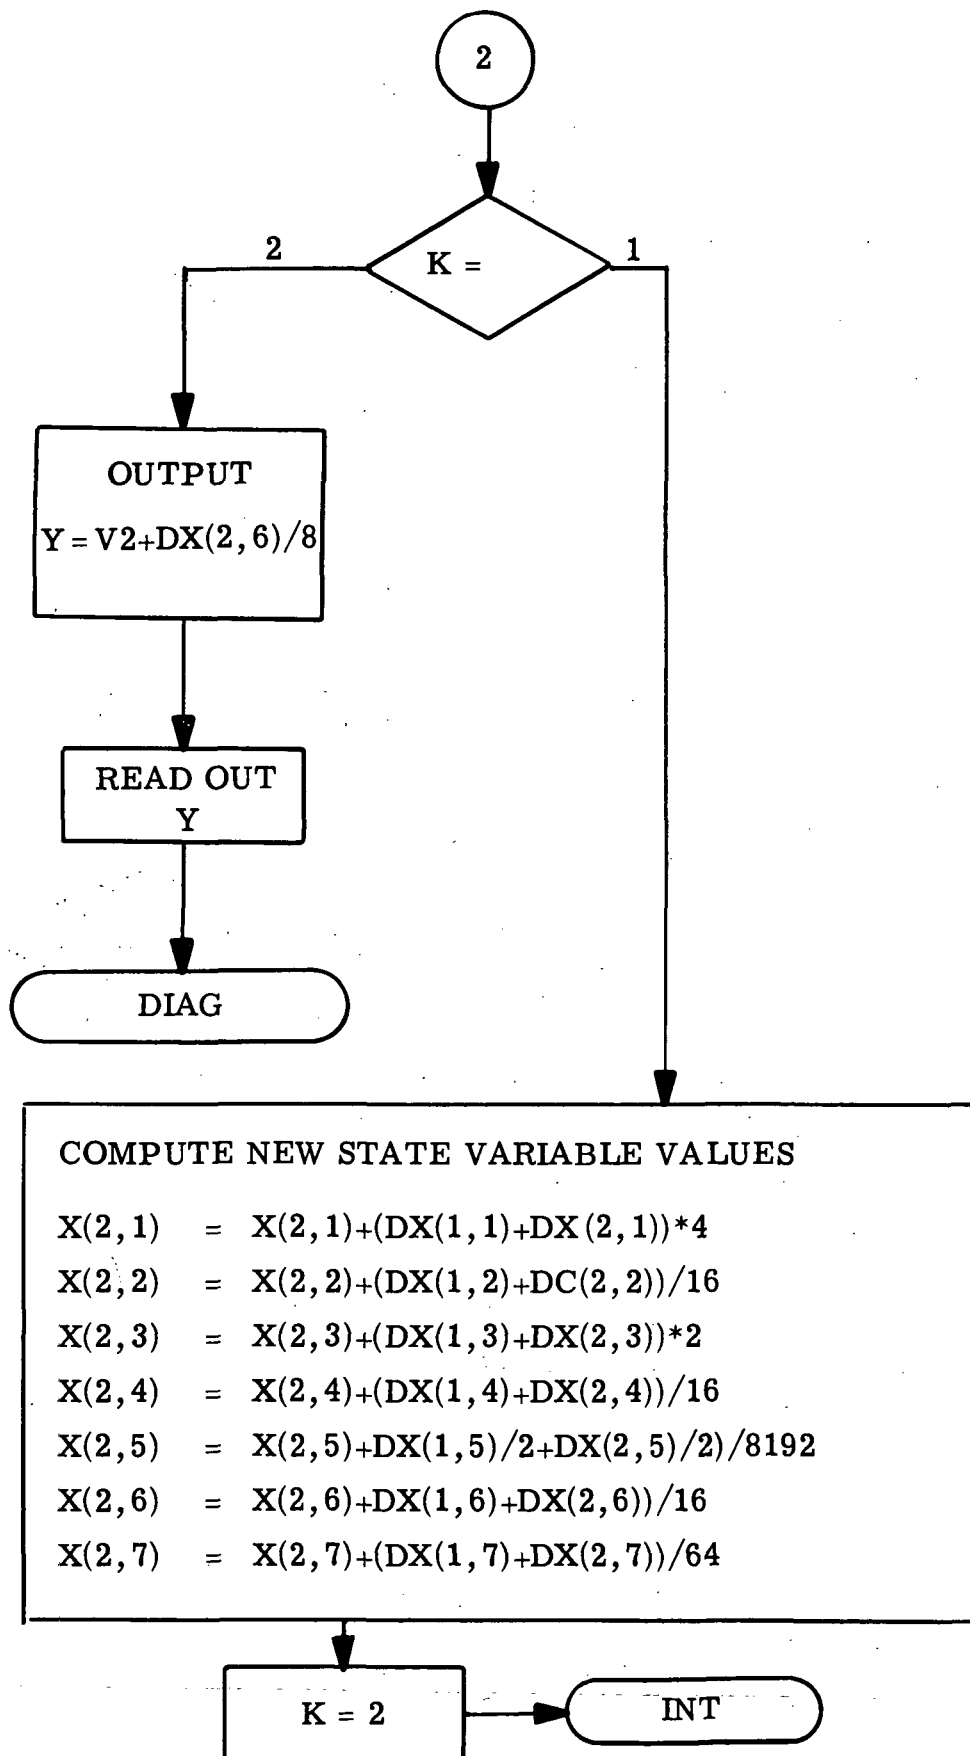 2
2
K =
1
OUTPUT
Y = V2+DX(2,6)/8
READ OUT
Y
DIAG
COMPUTE NEW STATE VARIABLE VALUES
X(2,1) = X(2,1)+(DX(1,1)+DX(2,1))*4
X(2,2) = X(2,2)+(DX(1,2)+DC(2,2))/16
X(2,3) = X(2,3)+(DX(1,3)+DX(2,3))*2
X(2,4) = X(2,4)+(DX(1,4)+DX(2,4))/16
X(2,5) = X(2,5)+DX(1,5)/2+DX(2,5)/2)/8192
X(2,6) = X(2,6)+DX(1,6)+DX(2,6))/16
X(2,7) = X(2,7)+(DX(1,7)+DX(2,7))/64
K = 2
INT